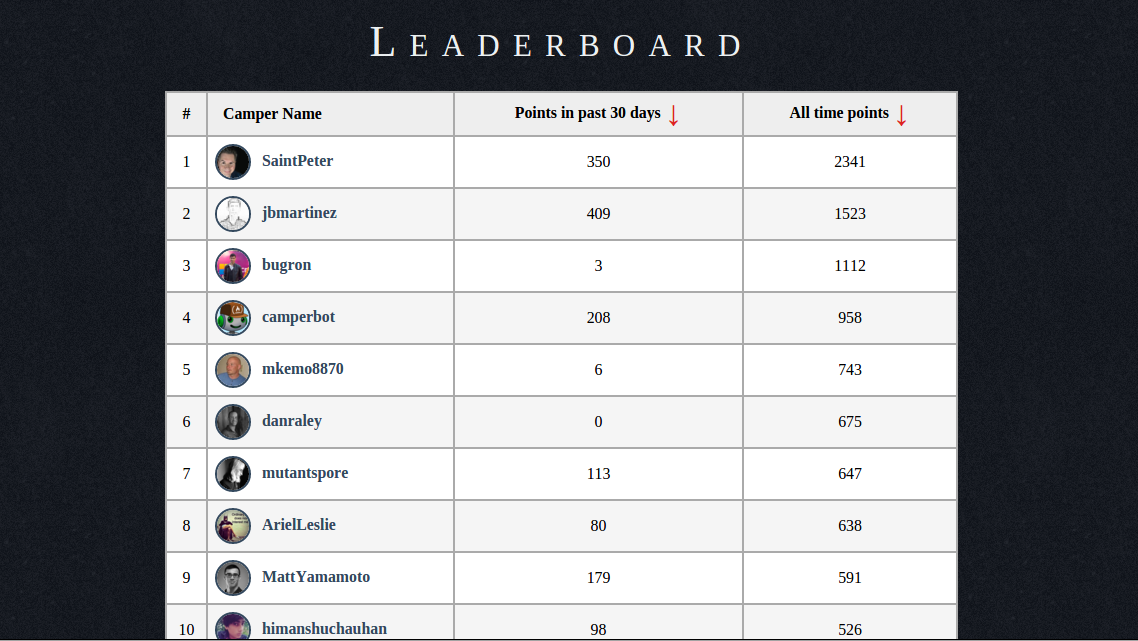 LEADERBOARD
# Camper Name Points in past 30 days ↓ All time points ↓
1 SaintPeter 350 2341
2 jbmartinez 409 1523
3 bugron 3 1112
4 camperbot 208 958
5 mkemo8870 6 743
6 danraley 0 675
7 mutantspore 113 647
8 ArielLeslie 80 638
9 MattYamamoto 179 591
10 himanshuchauhan 98 526